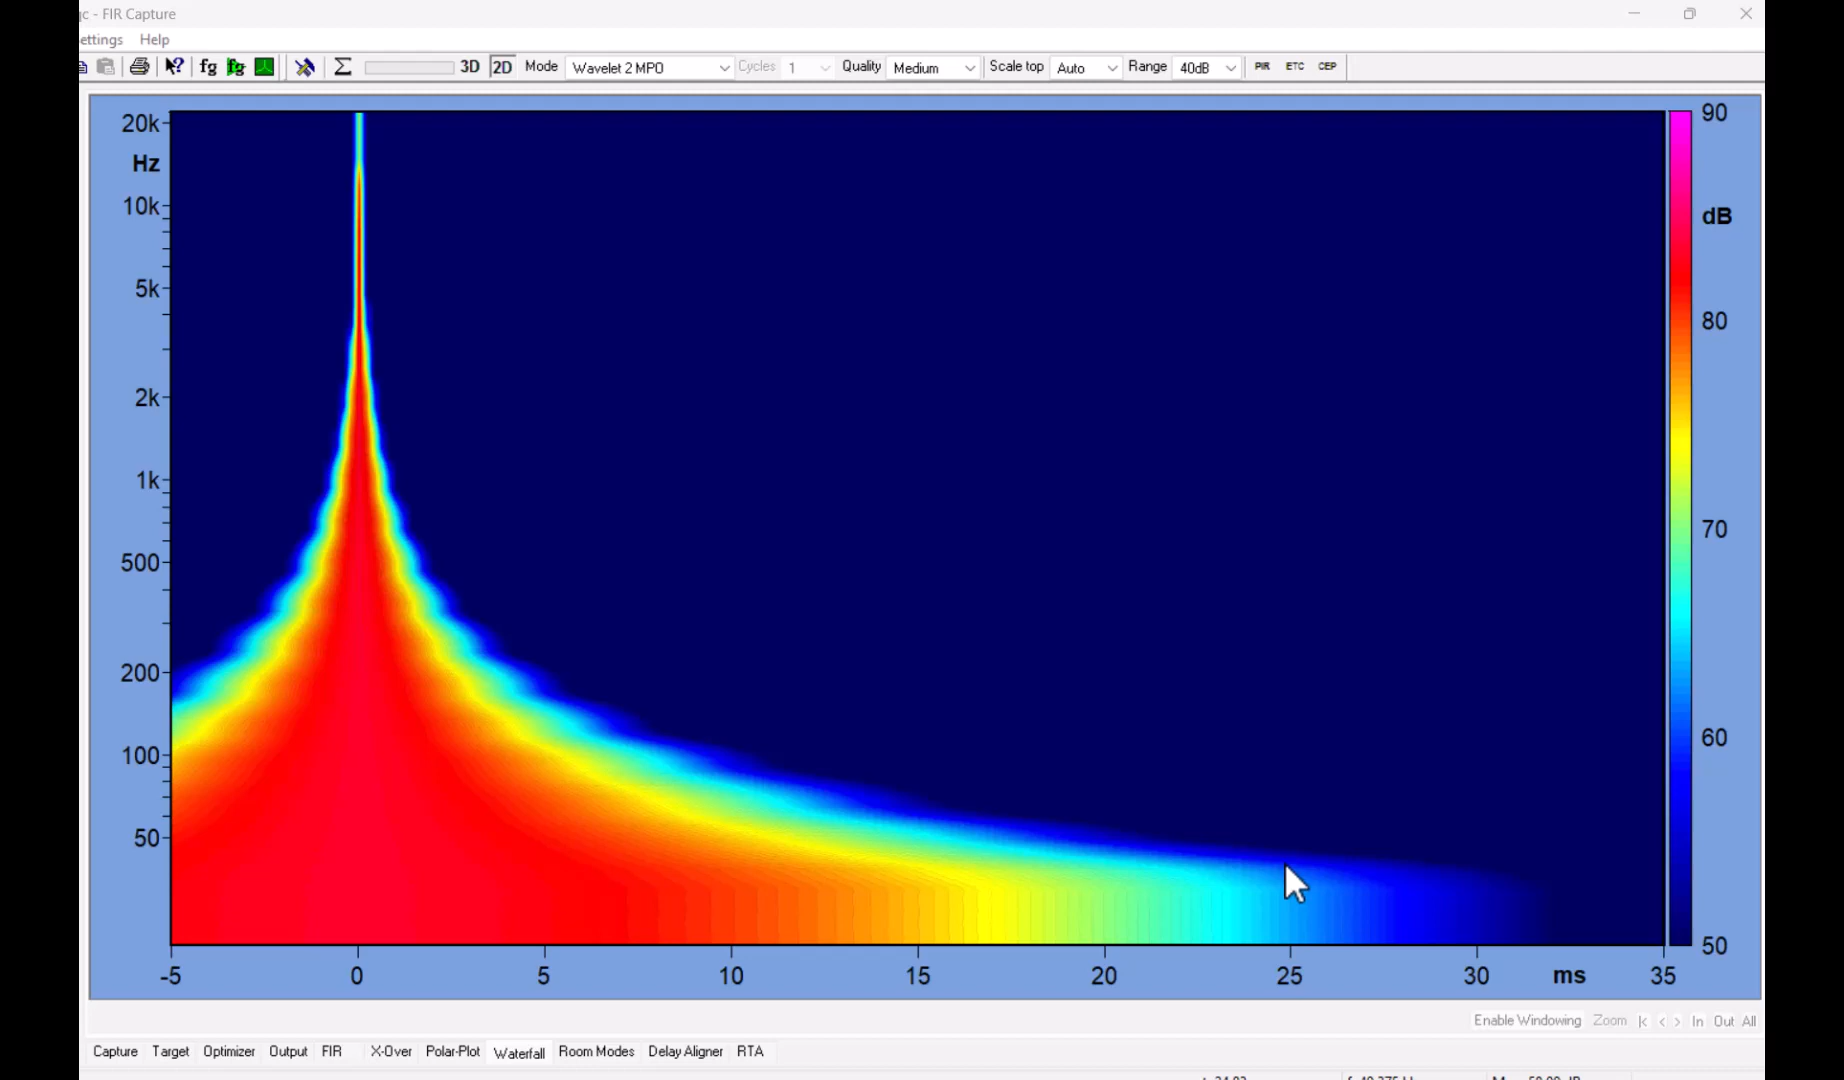 qc - FIR Capture
ettings Help
fg fg Σ 3D 2D Mode Wavelet 2 MPO Cycles 1 Quality Medium Scale top Auto Range 40dB PIR ETC CEP
20k
Hz
10k
5k
2k
1k
500
200
100
50
90
dB
80
70
60
50
-5 0 5 10 15 20 25 30 ms 35
Enable Windowing Zoom |< < > In Out All
Capture Target Optimizer Output FIR X-Over Polar-Plot Waterfall Room Modes Delay Aligner RTA